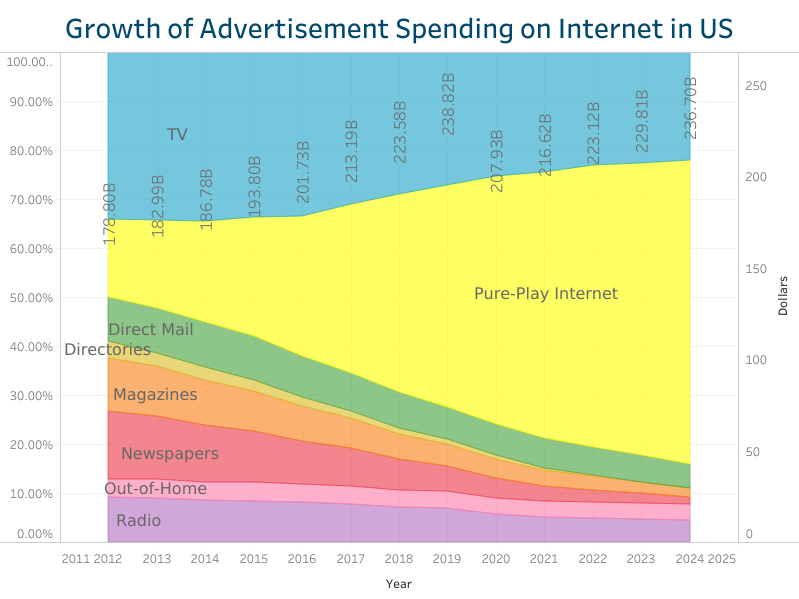 Growth of Advertisement Spending on Internet in US
100.00..
90.00%
80.00%
70.00%
60.00%
50.00%
40.00%
30.00%
20.00%
10.00%
0.00%
TV
Pure-Play Internet
Direct Mail
Directories
Magazines
Newspapers
Out-of-Home
Radio
178.80B
182.99B
186.78B
193.80B
201.73B
213.19B
223.58B
238.82B
207.93B
216.62B
223.12B
229.81B
236.70B
250
200
150
100
50
0
Dollars
2011 2012 2013 2014 2015 2016 2017 2018 2019 2020 2021 2022 2023 2024 2025
Year